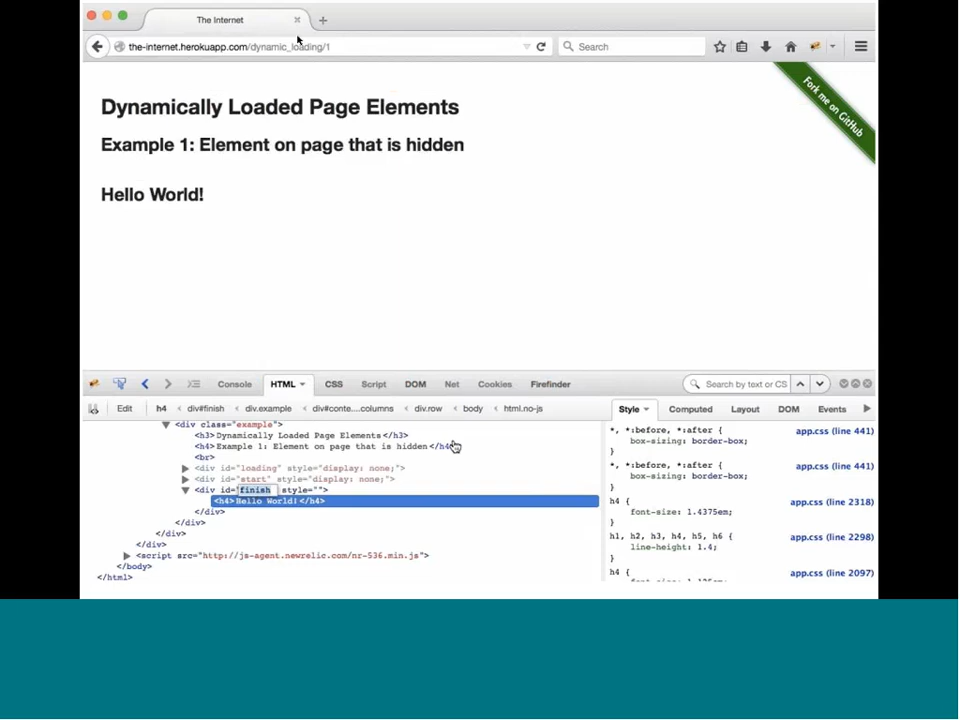 The Internet
the-internet.herokuapp.com/dynamic_loading/1
Search
Fork me on GitHub
Dynamically Loaded Page Elements
Example 1: Element on page that is hidden
Hello World!
Console HTML CSS Script DOM Net Cookies Firefinder Search by text or CS
Edit h4 < div#finish < div.example < div#conte....columns < div.row < body < html.no-js Style Computed Layout DOM Events
<div class="example">
<h3>Dynamically Loaded Page Elements</h3>
<h4>Example 1: Element on page that is hidden</h4>
<br>
<div id="loading" style="display: none;">
<div id="start" style="display: none;">
<div id="finish" style="">
<h4>Hello World!</h4>
</div>
</div>
</div>
</div>
<script src="http://js-agent.newrelic.com/nr-536.min.js">
</body>
</html>
*, *:before, *:after { app.css (line 441)
box-sizing: border-box;
}
*, *:before, *:after { app.css (line 441)
box-sizing: border-box;
}
h4 { app.css (line 2318)
font-size: 1.4375em;
}
h1, h2, h3, h4, h5, h6 { app.css (line 2298)
line-height: 1.4;
}
h4 { app.css (line 2097)